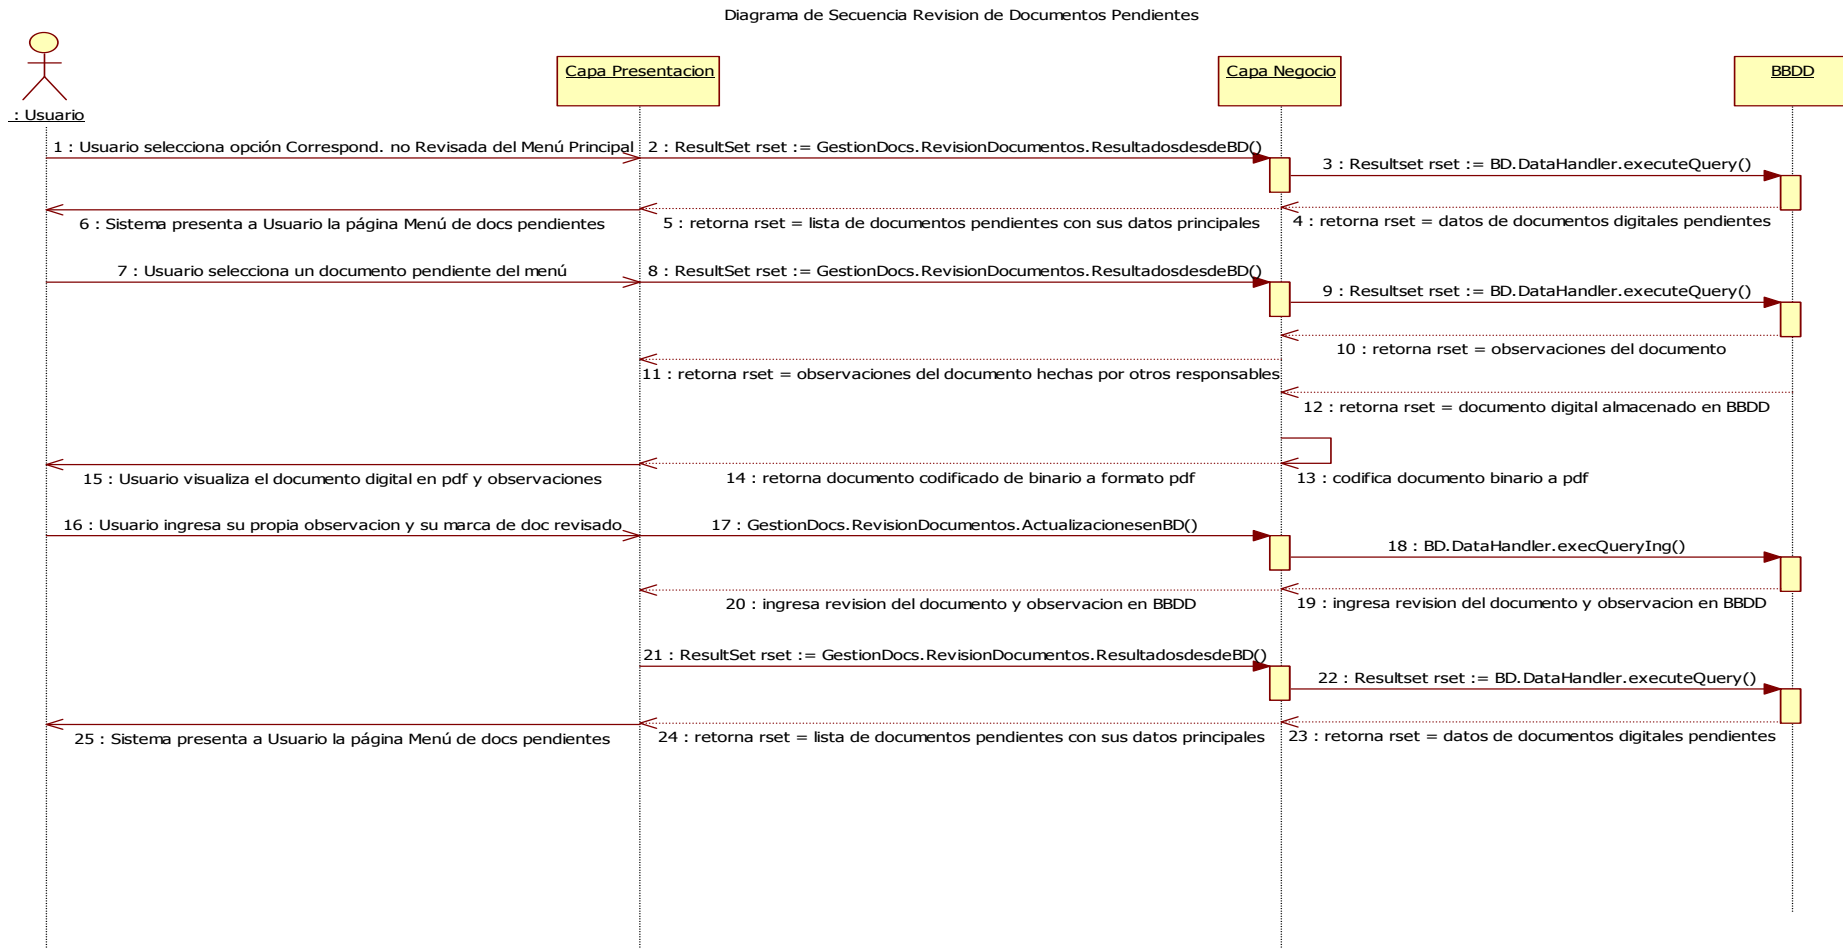 Diagrama de Secuencia Revision de Documentos Pendientes
: Usuario
Capa Presentacion
Capa Negocio
BBDD
1 : Usuario selecciona opción Correspond. no Revisada del Menú Principal
2 : ResultSet rset := GestionDocs.RevisionDocumentos.ResultadosdesdeBD()
3 : Resultset rset := BD.DataHandler.executeQuery()
4 : retorna rset = datos de documentos digitales pendientes
5 : retorna rset = lista de documentos pendientes con sus datos principales
6 : Sistema presenta a Usuario la página Menú de docs pendientes
7 : Usuario selecciona un documento pendiente del menú
8 : ResultSet rset := GestionDocs.RevisionDocumentos.ResultadosdesdeBD()
9 : Resultset rset := BD.DataHandler.executeQuery()
10 : retorna rset = observaciones del documento
11 : retorna rset = observaciones del documento hechas por otros responsables
12 : retorna rset = documento digital almacenado en BBDD
13 : codifica documento binario a pdf
14 : retorna documento codificado de binario a formato pdf
15 : Usuario visualiza el documento digital en pdf y observaciones
16 : Usuario ingresa su propia observacion y su marca de doc revisado
17 : GestionDocs.RevisionDocumentos.ActualizacionesenBD()
18 : BD.DataHandler.execQueryIng()
19 : ingresa revision del documento y observacion en BBDD
20 : ingresa revision del documento y observacion en BBDD
21 : ResultSet rset := GestionDocs.RevisionDocumentos.ResultadosdesdeBD()
22 : Resultset rset := BD.DataHandler.executeQuery()
23 : retorna rset = datos de documentos digitales pendientes
24 : retorna rset = lista de documentos pendientes con sus datos principales
25 : Sistema presenta a Usuario la página Menú de docs pendientes